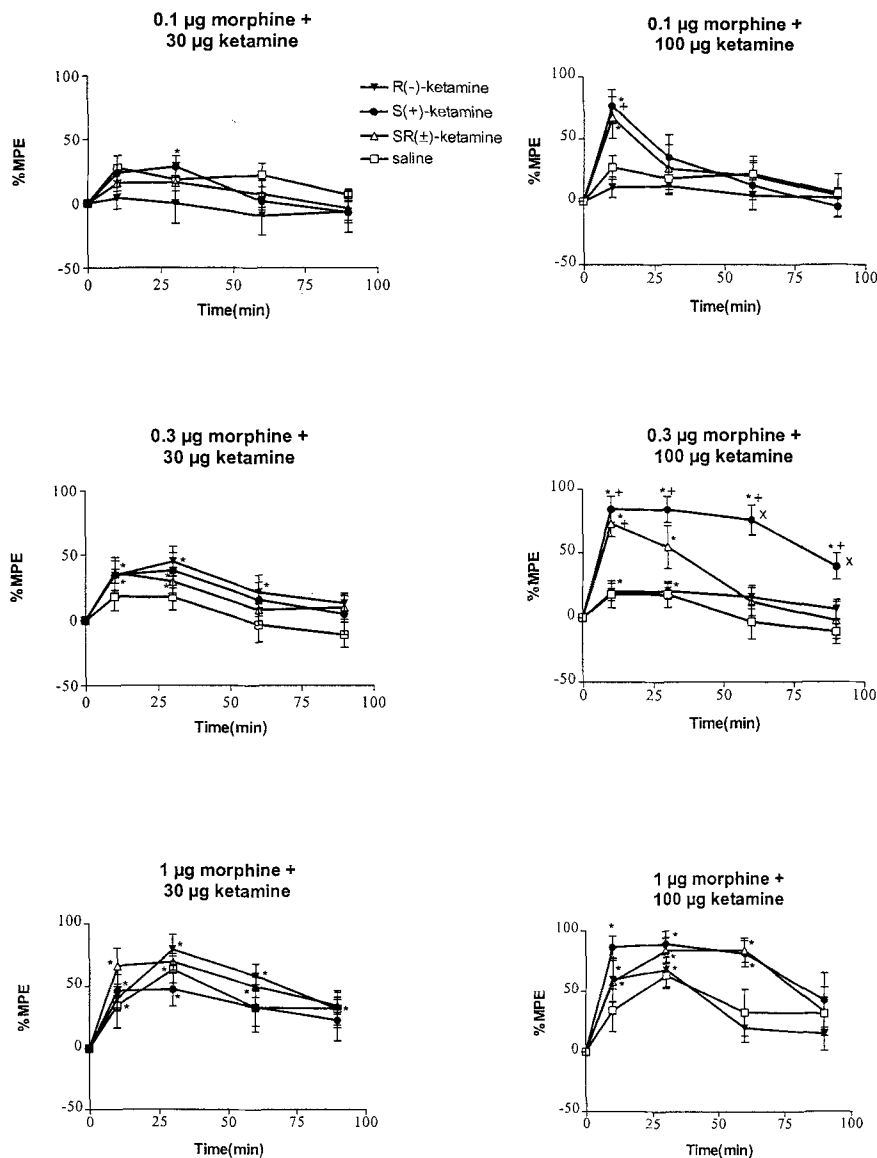 0.1 µg morphine +
30 µg ketamine
100
50
0
-50
%MPE
0 25 50 75 100
Time(min)
R(-)-ketamine
S(+)-ketamine
SR(±)-ketamine
saline
*
0.1 µg morphine +
100 µg ketamine
100
50
0
-50
%MPE
0 25 50 75 100
Time(min)
*+
*
0.3 µg morphine +
30 µg ketamine
100
50
0
-50
%MPE
0 25 50 75 100
Time(min)
* * *
* *
0.3 µg morphine +
100 µg ketamine
100
50
0
-50
%MPE
0 25 50 75 100
Time(min)
*+ *+ *+
x
*+ * *+
x
* *
1 µg morphine +
30 µg ketamine
100
50
0
-50
%MPE
0 25 50 75 100
Time(min)
* * *
* * * *
*
1 µg morphine +
100 µg ketamine
100
50
0
-50
%MPE
0 25 50 75 100
Time(min)
* * *
* * *
* *